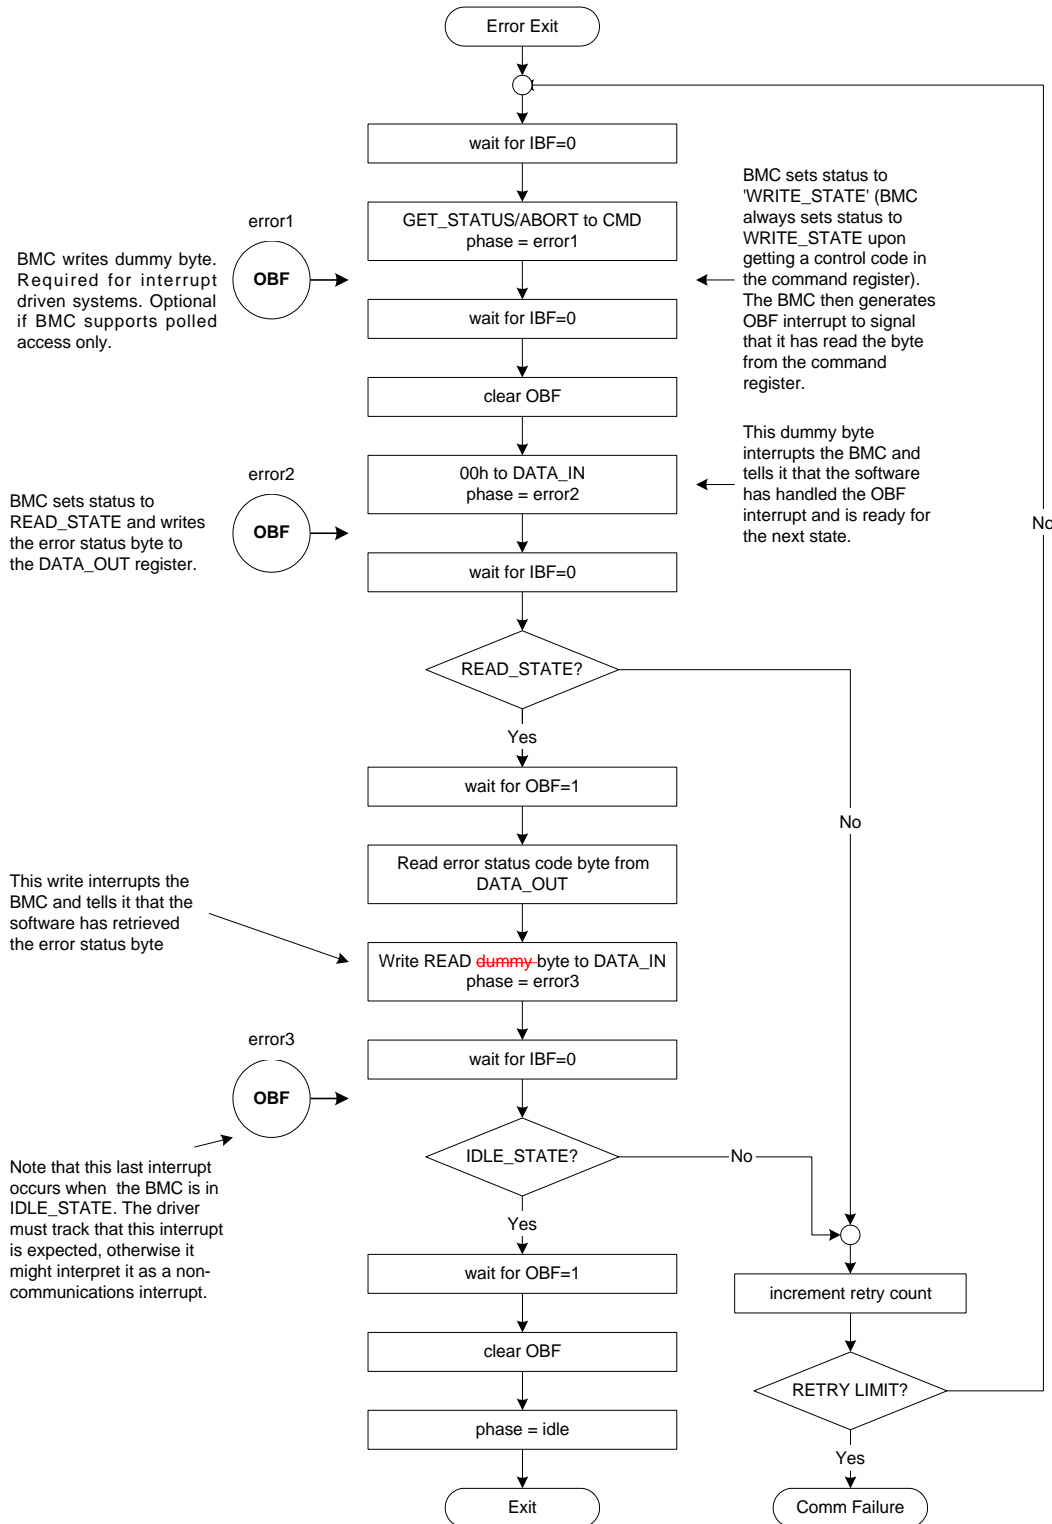 Error Exit
wait for IBF=0
GET_STATUS/ABORT to CMD
phase = error1
error1
OBF
BMC writes dummy byte.
Required for interrupt
driven systems. Optional
if BMC supports polled
access only.
BMC sets status to
'WRITE_STATE' (BMC
always sets status to
WRITE_STATE upon
getting a control code in
the command register).
The BMC then generates
OBF interrupt to signal
that it has read the byte
from the command
register.
wait for IBF=0
clear OBF
00h to DATA_IN
phase = error2
error2
OBF
BMC sets status to
READ_STATE and writes
the error status byte to
the DATA_OUT register.
This dummy byte
interrupts the BMC and
tells it that the software
has handled the OBF
interrupt and is ready for
the next state.
No
wait for IBF=0
READ_STATE?
Yes
No
wait for OBF=1
Read error status code byte from
DATA_OUT
This write interrupts the
BMC and tells it that the
software has retrieved
the error status byte
Write READ dummy byte to DATA_IN
phase = error3
error3
OBF
wait for IBF=0
IDLE_STATE?
No
Yes
Note that this last interrupt
occurs when the BMC is in
IDLE_STATE. The driver
must track that this interrupt
is expected, otherwise it
might interpret it as a non-
communications interrupt.
wait for OBF=1
increment retry count
clear OBF
RETRY LIMIT?
phase = idle
Yes
Exit
Comm Failure